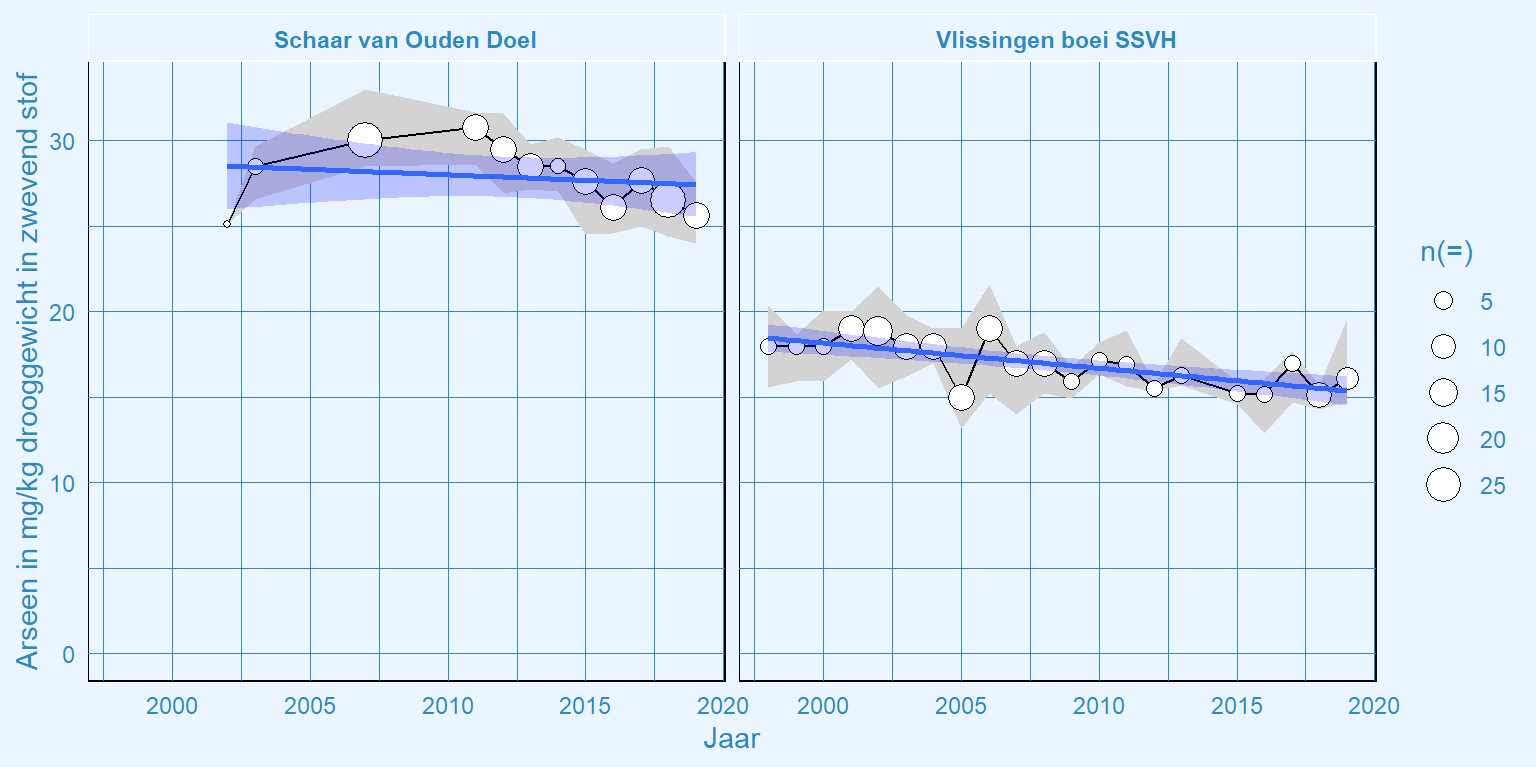 Schaar van Ouden Doel
Vlissingen boei SSVH
Arseen in mg/kg drooggewicht in zwevend stof
30
20
10
0
2000 2005 2010 2015 2020
2000 2005 2010 2015 2020
Jaar
n(=)
5
10
15
20
25